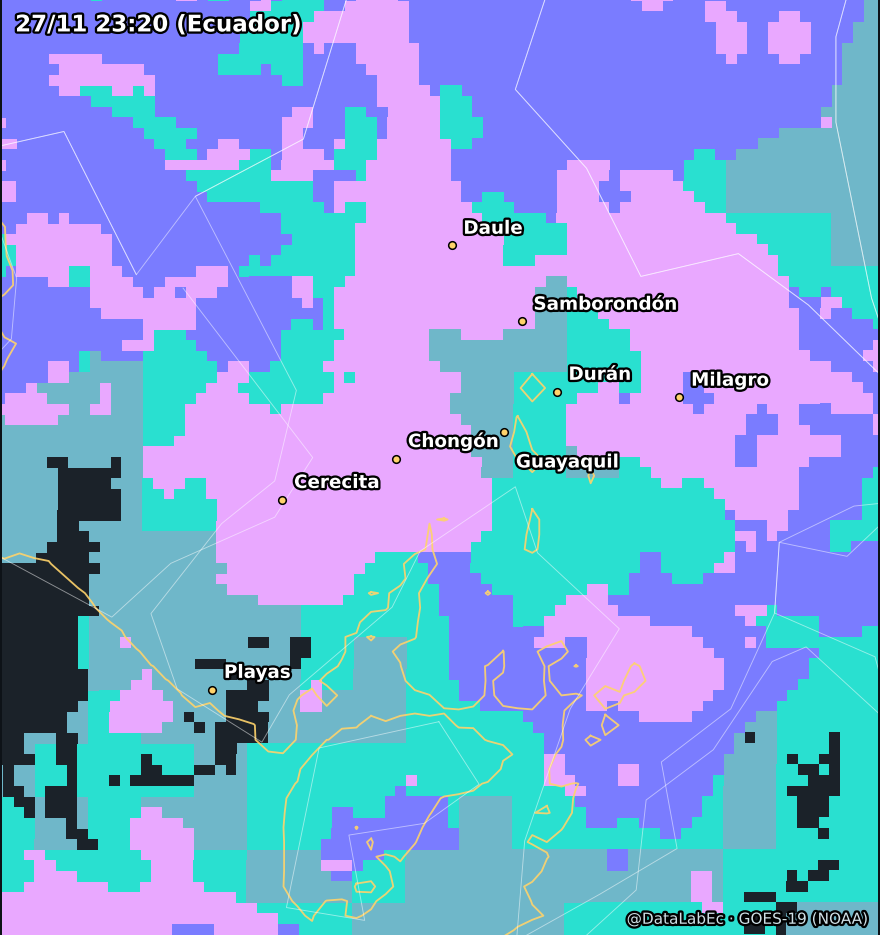 27/11 23:20 (Ecuador)
Daule
Samborondón
Durán
Milagro
Chongón
Guayaquil
Cerecita
Playas
@DataLabEc · GOES-19 (NOAA)